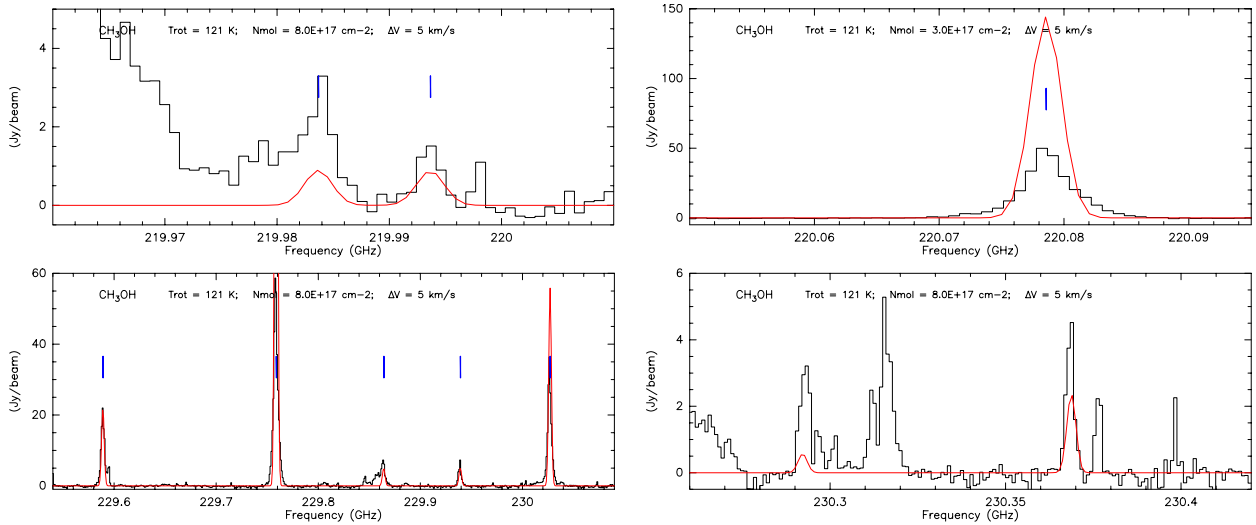 CH3OH Trot = 121 K; Nmol = 8.0E+17 cm-2; ΔV = 5 km/s
4
2
0
(Jy/beam)
219.97 219.98 219.99 220
Frequency (GHz)
CH3OH Trot = 121 K; Nmol = 3.0E+17 cm-2; ΔV = 5 km/s
150
100
50
0
(Jy/beam)
220.06 220.07 220.08 220.09
Frequency (GHz)
CH3OH Trot = 121 K; Nmol = 8.0E+17 cm-2; ΔV = 5 km/s
60
40
20
0
(Jy/beam)
229.6 229.7 229.8 229.9 230
Frequency (GHz)
CH3OH Trot = 121 K; Nmol = 8.0E+17 cm-2; ΔV = 5 km/s
6
4
2
0
(Jy/beam)
230.3 230.35 230.4
Frequency (GHz)